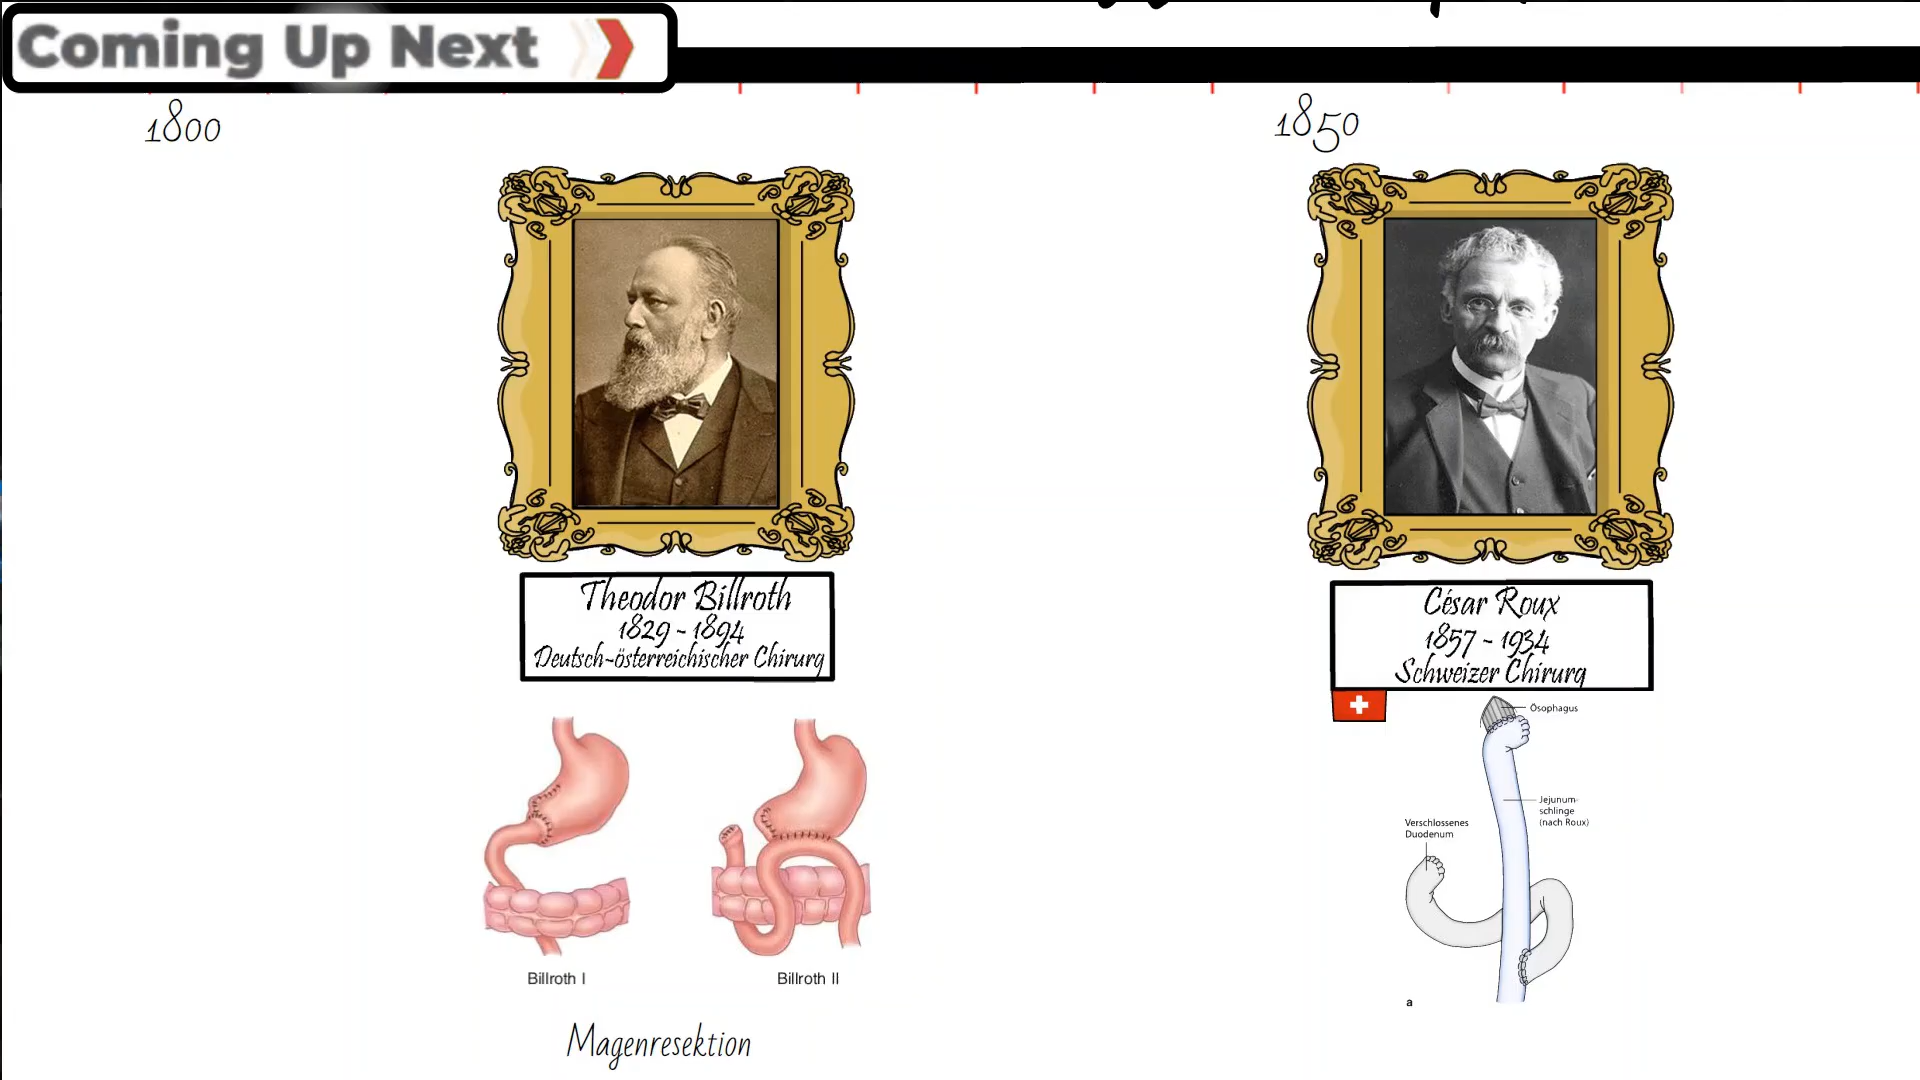 Coming Up Next
1800
1850
Theodor Billroth
1829 - 1894
Deutsch-österreichischer Chirurg
César Roux
1857 - 1934
Schweizer Chirurg
Ösophagus
Jejunum-
schlinge
(nach Roux)
Verschlossenes
Duodenum
a
Billroth I
Billroth II
Magenresektion